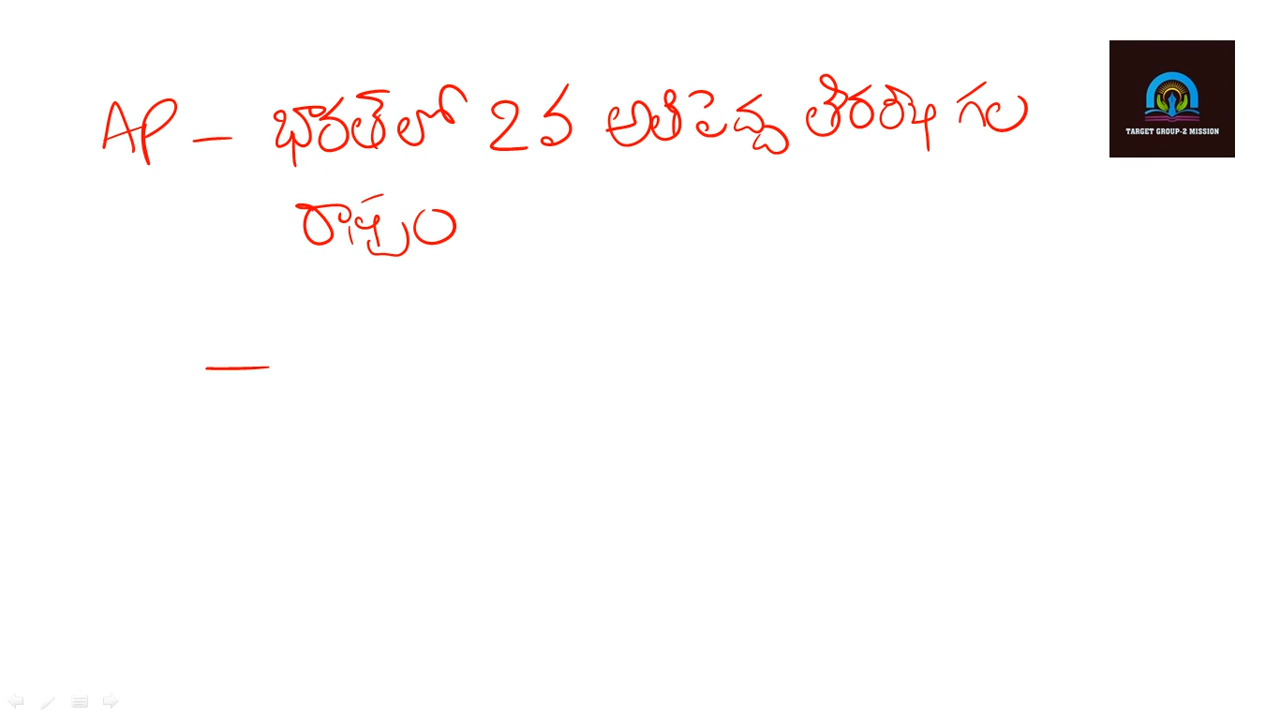 AP – భారత్ లో 2వ అతిపెద్ద తీరరేఖ గల
రాష్ట్రం
–
TARGET GROUP-2 MISSION